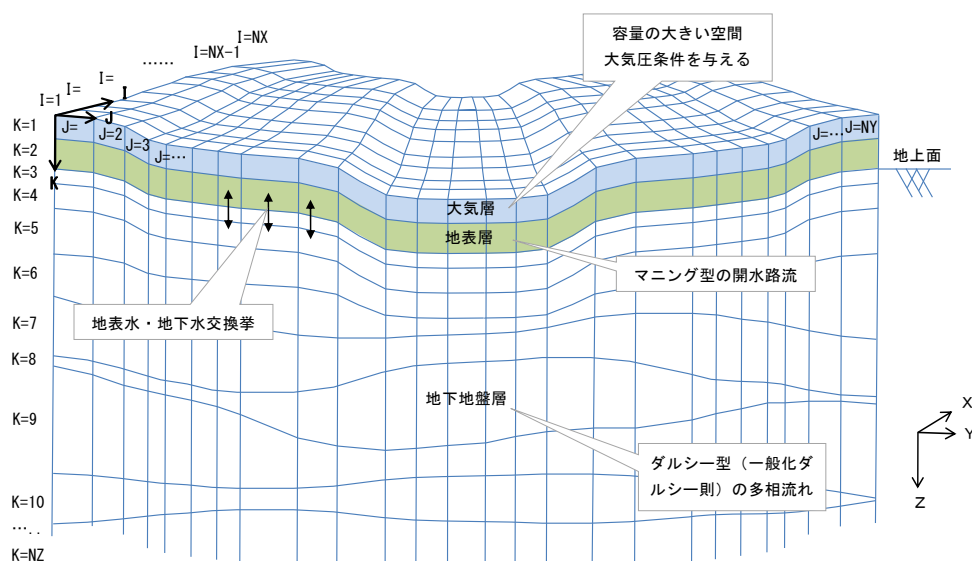 容量の大きい空間
大気圧条件を与える
I=NX
I=NX-1
……
I=
I=1
I
J
K
K=1
K=2
K=3
K=4
K=5
K=6
K=7
K=8
K=9
K=10
…..
K=NZ
J=
J=2
J=3
J=…
J=…
J=NY
地上面
大気層
地表層
マニング型の開水路流
地表水・地下水交換挙
地下地盤層
ダルシー型（一般化ダ
ルシー則）の多相流れ
X
Y
Z